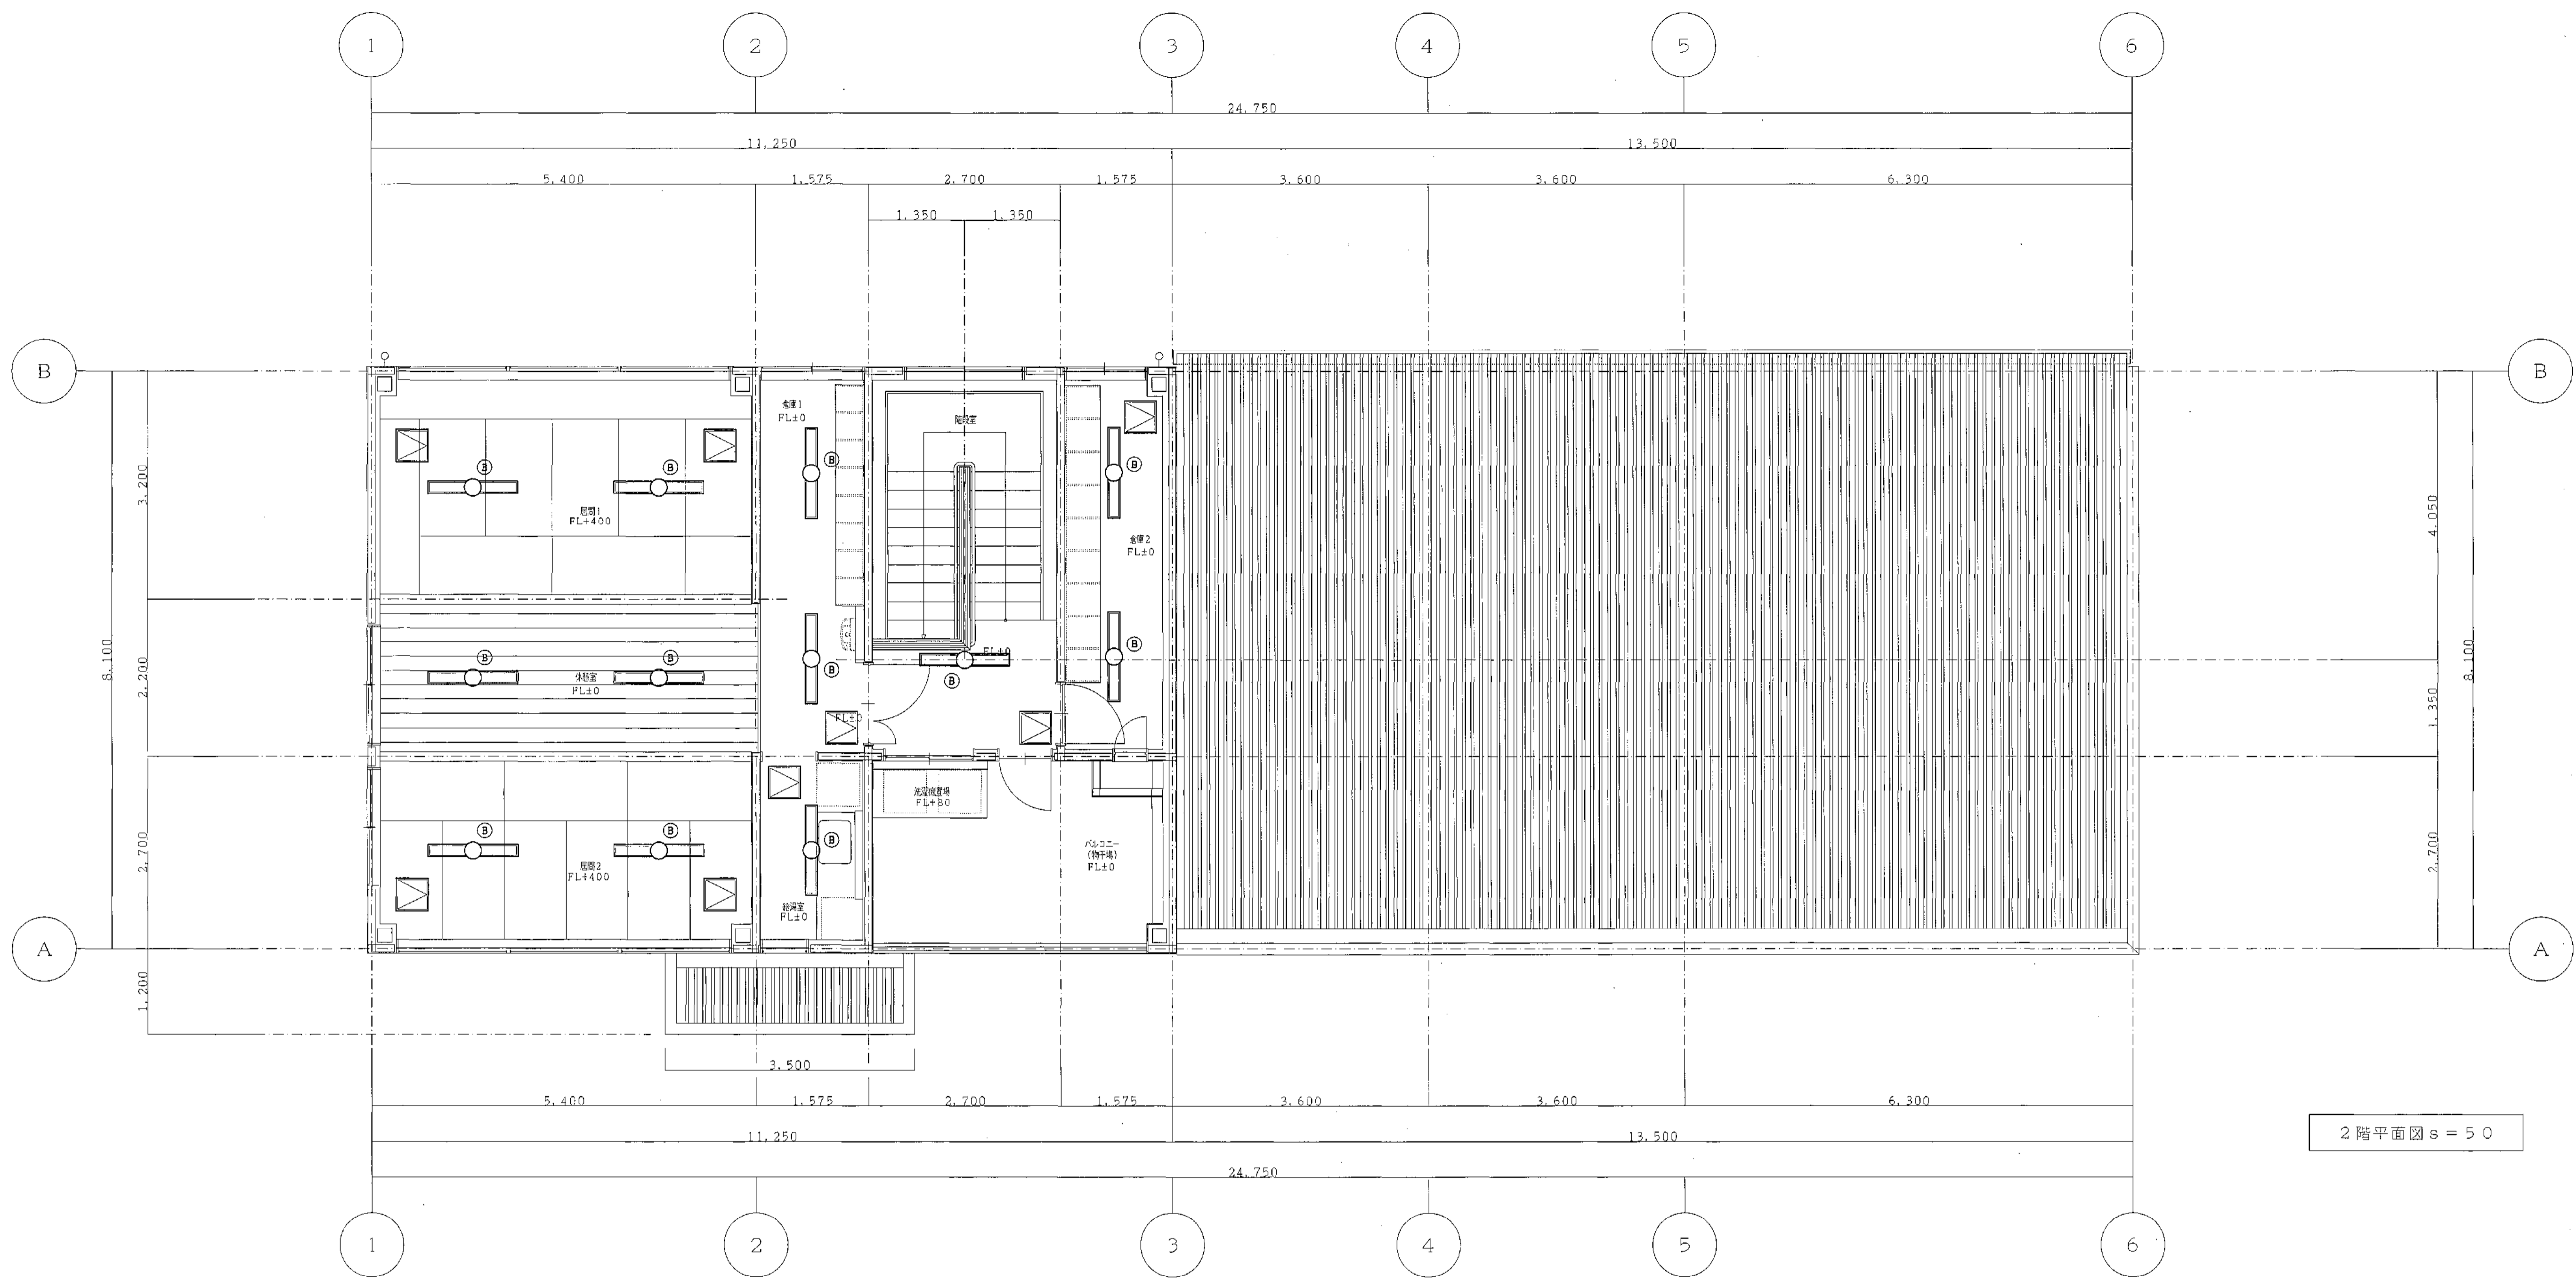 1 2 3 4 5 6
24,750
11,250 13,500
5,400 1,575 2,700 1,575 3,600 3,600 6,300
1,350 1,350
B B
倉庫1
FL±0
階段室
B B B B
3,200
4,050
居間1
FL+400
倉庫2
FL±0
B B B FL±0 B
B
8,100
2,200
休憩室
FL±0
8,100
1,350
FL±0
洗濯機置場
FL+80
B B B
2,700
バルコニー
(物干場)
FL±0
2,700
居間2
FL+400
給湯室
FL±0
A A
1,200
3,500
5,400 1,575 2,700 1,575 3,600 3,600 6,300
11,250 13,500
2階平面図s=50
24,750
1 2 3 4 5 6